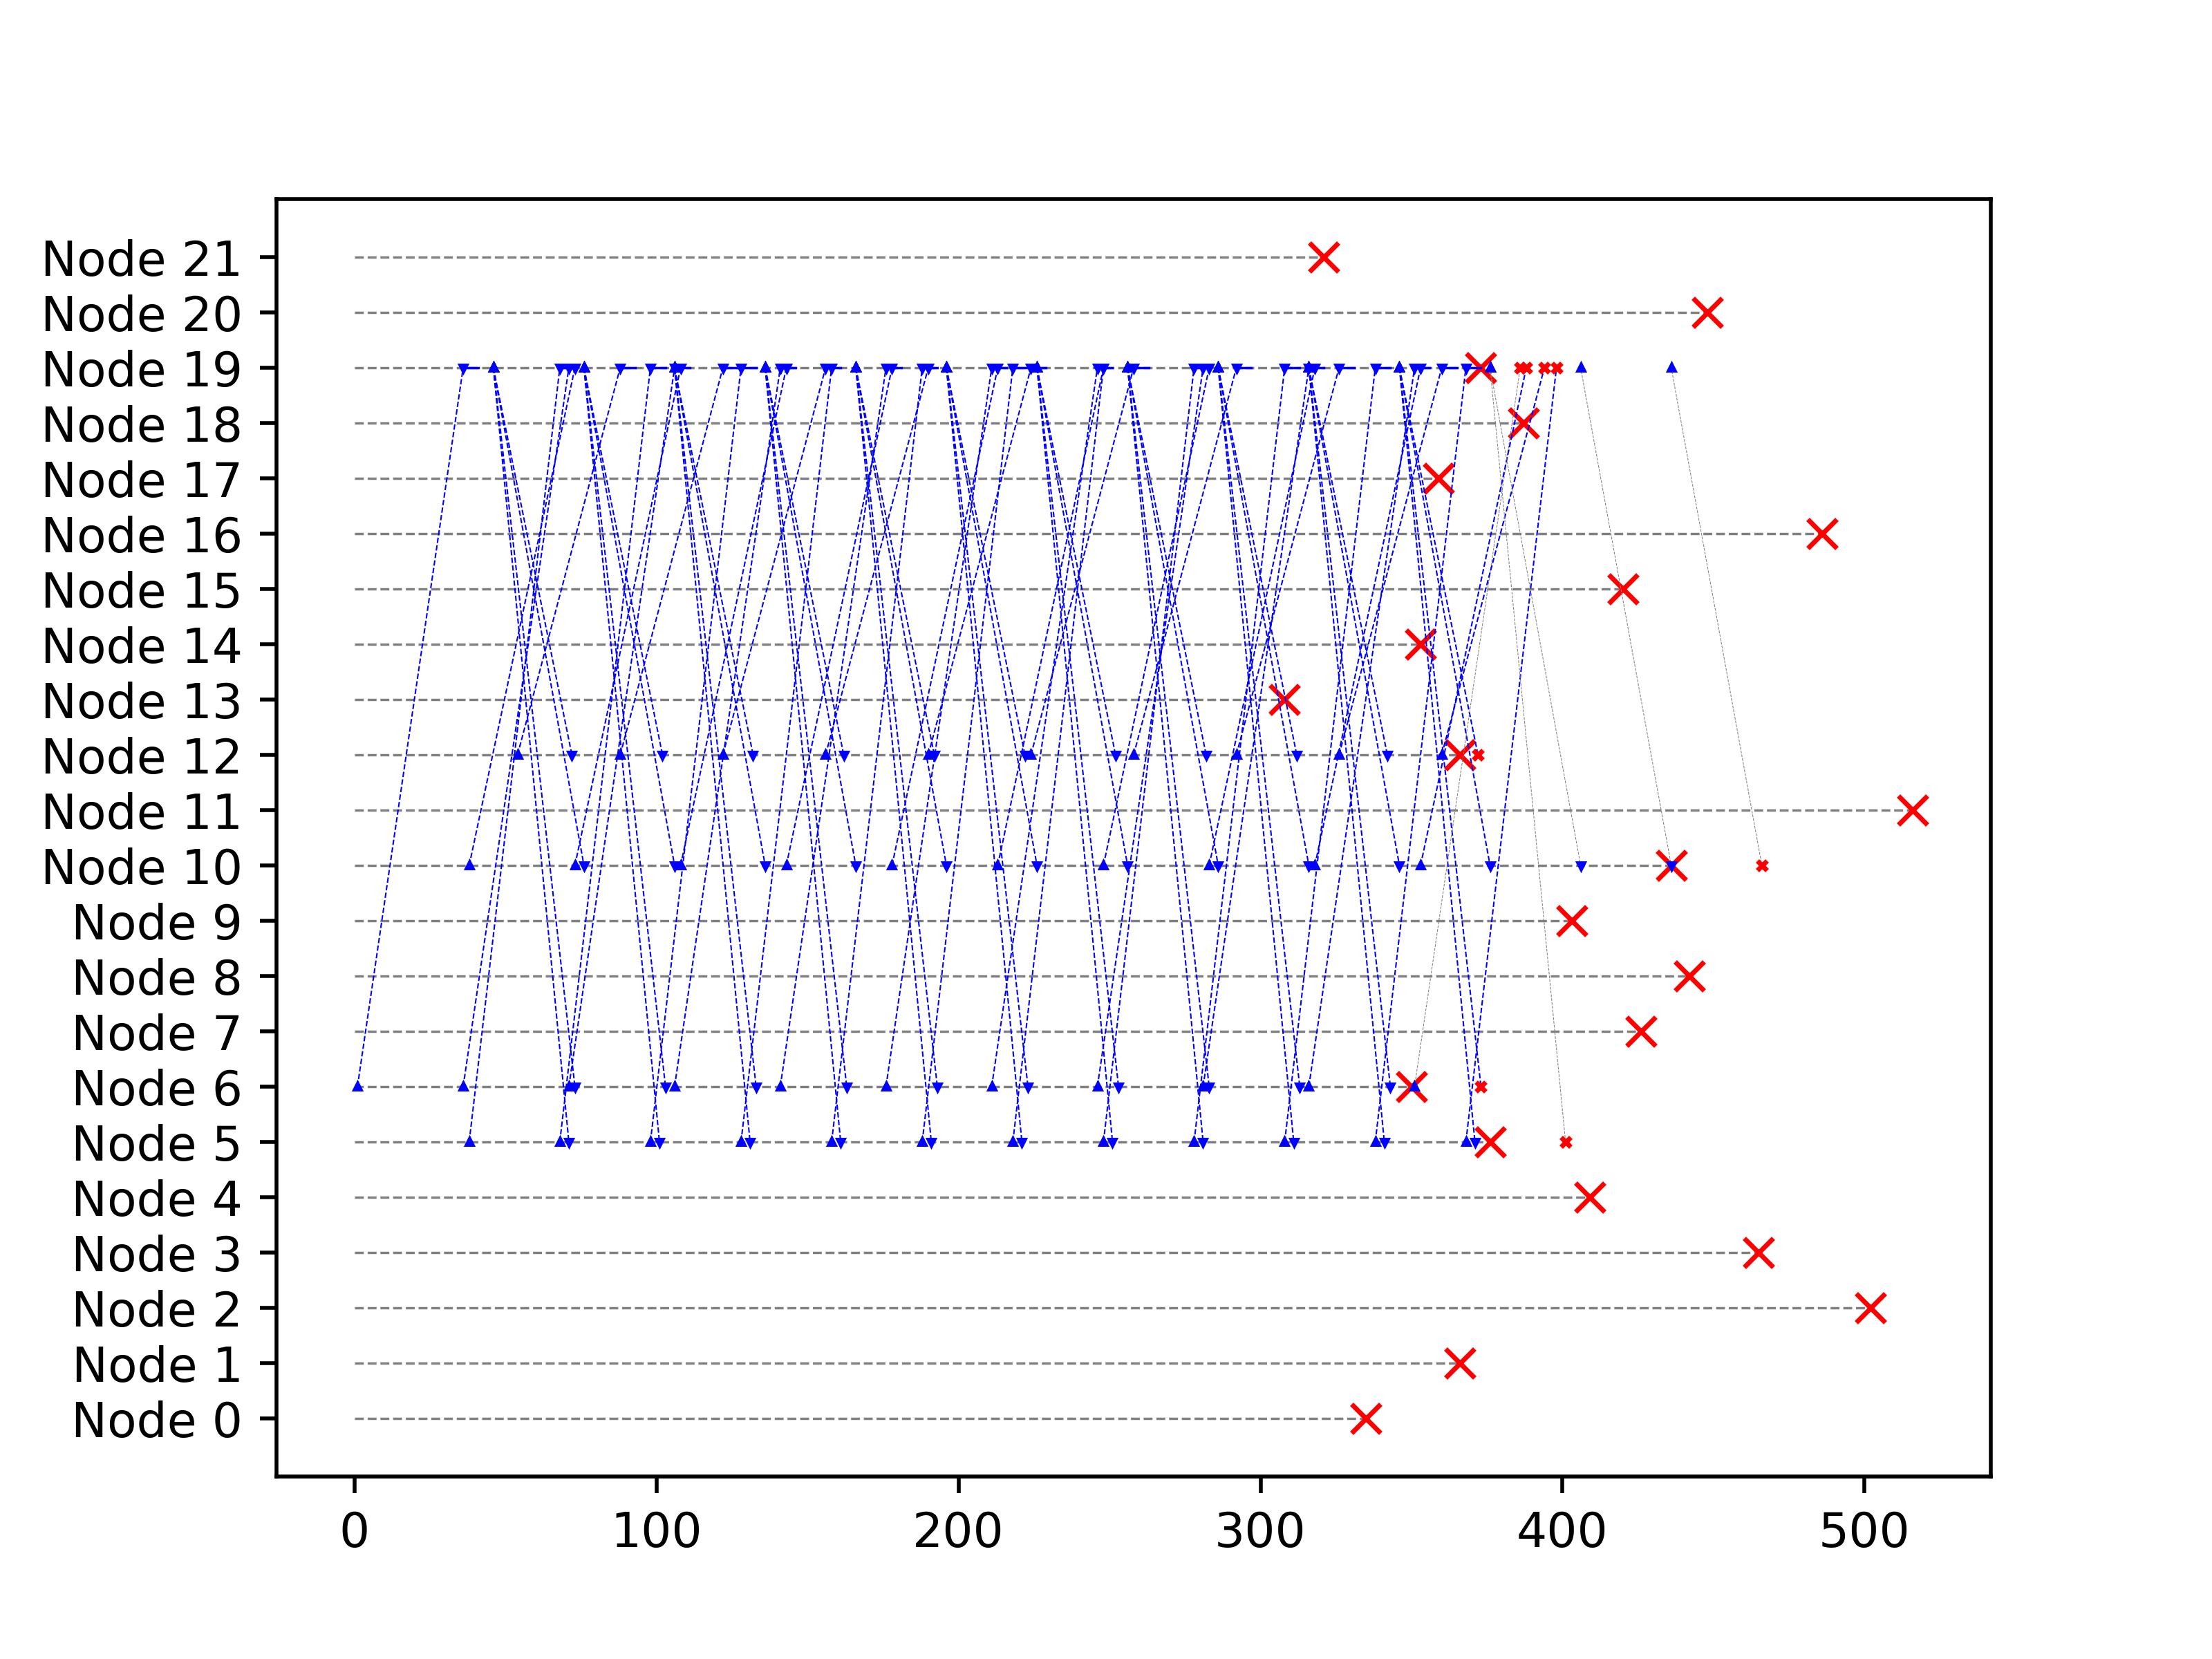 Node 21
Node 20
Node 19
Node 18
Node 17
Node 16
Node 15
Node 14
Node 13
Node 12
Node 11
Node 10
Node 9
Node 8
Node 7
Node 6
Node 5
Node 4
Node 3
Node 2
Node 1
Node 0
0 100 200 300 400 500